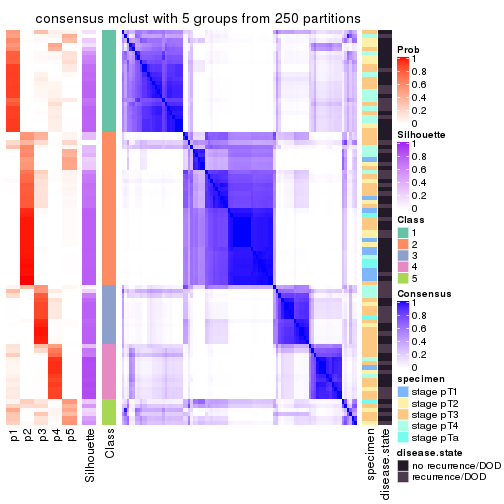 consensus mclust with 5 groups from 250 partitions
p1
p2
p3
p4
p5
Silhouette
Class
specimen
disease.state
Prob
1
0.8
0.6
0.4
0.2
0
Silhouette
1
0.8
0.6
0.4
0.2
0
Class
1
2
3
4
5
Consensus
1
0.8
0.6
0.4
0.2
0
specimen
stage pT1
stage pT2
stage pT3
stage pT4
stage pTa
disease.state
no recurrence/DOD
recurrence/DOD